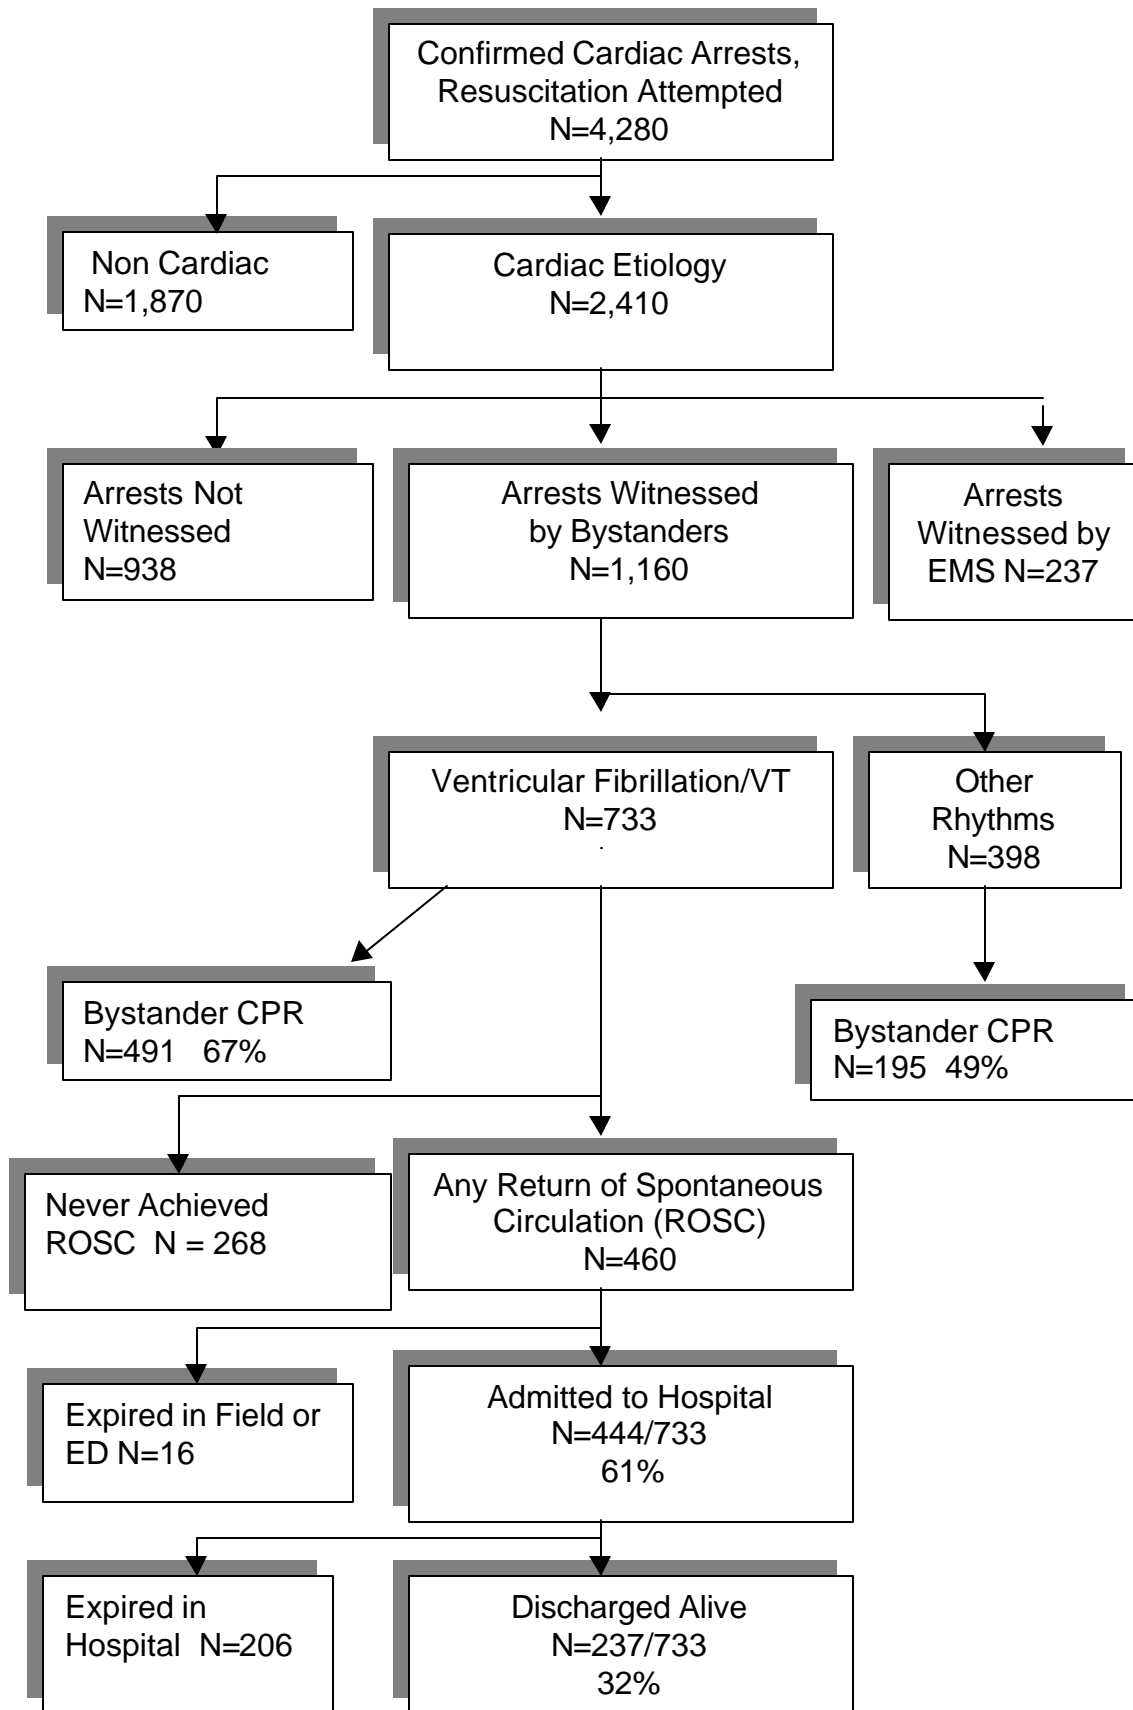 Confirmed Cardiac Arrests,
Resuscitation Attempted
N=4,280
Non Cardiac
N=1,870
Cardiac Etiology
N=2,410
Arrests Not
Witnessed
N=938
Arrests Witnessed
by Bystanders
N=1,160
Arrests
Witnessed by
EMS N=237
Ventricular Fibrillation/VT
N=733
.
Other
Rhythms
N=398
Bystander CPR
N=491 67%
Bystander CPR
N=195 49%
Never Achieved
ROSC N = 268
Any Return of Spontaneous
Circulation (ROSC)
N=460
Expired in Field or
ED N=16
Admitted to Hospital
N=444/733
61%
Expired in
Hospital N=206
Discharged Alive
N=237/733
32%